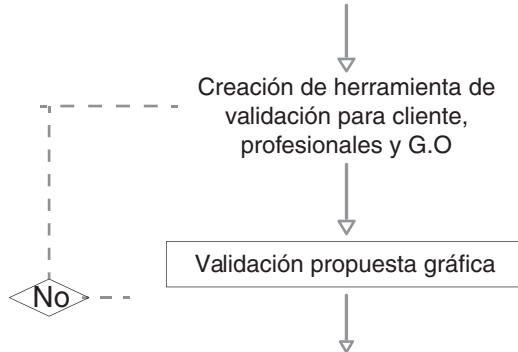 Creación de herramienta de
validación para cliente,
profesionales y G.O
Validación propuesta gráfica
No